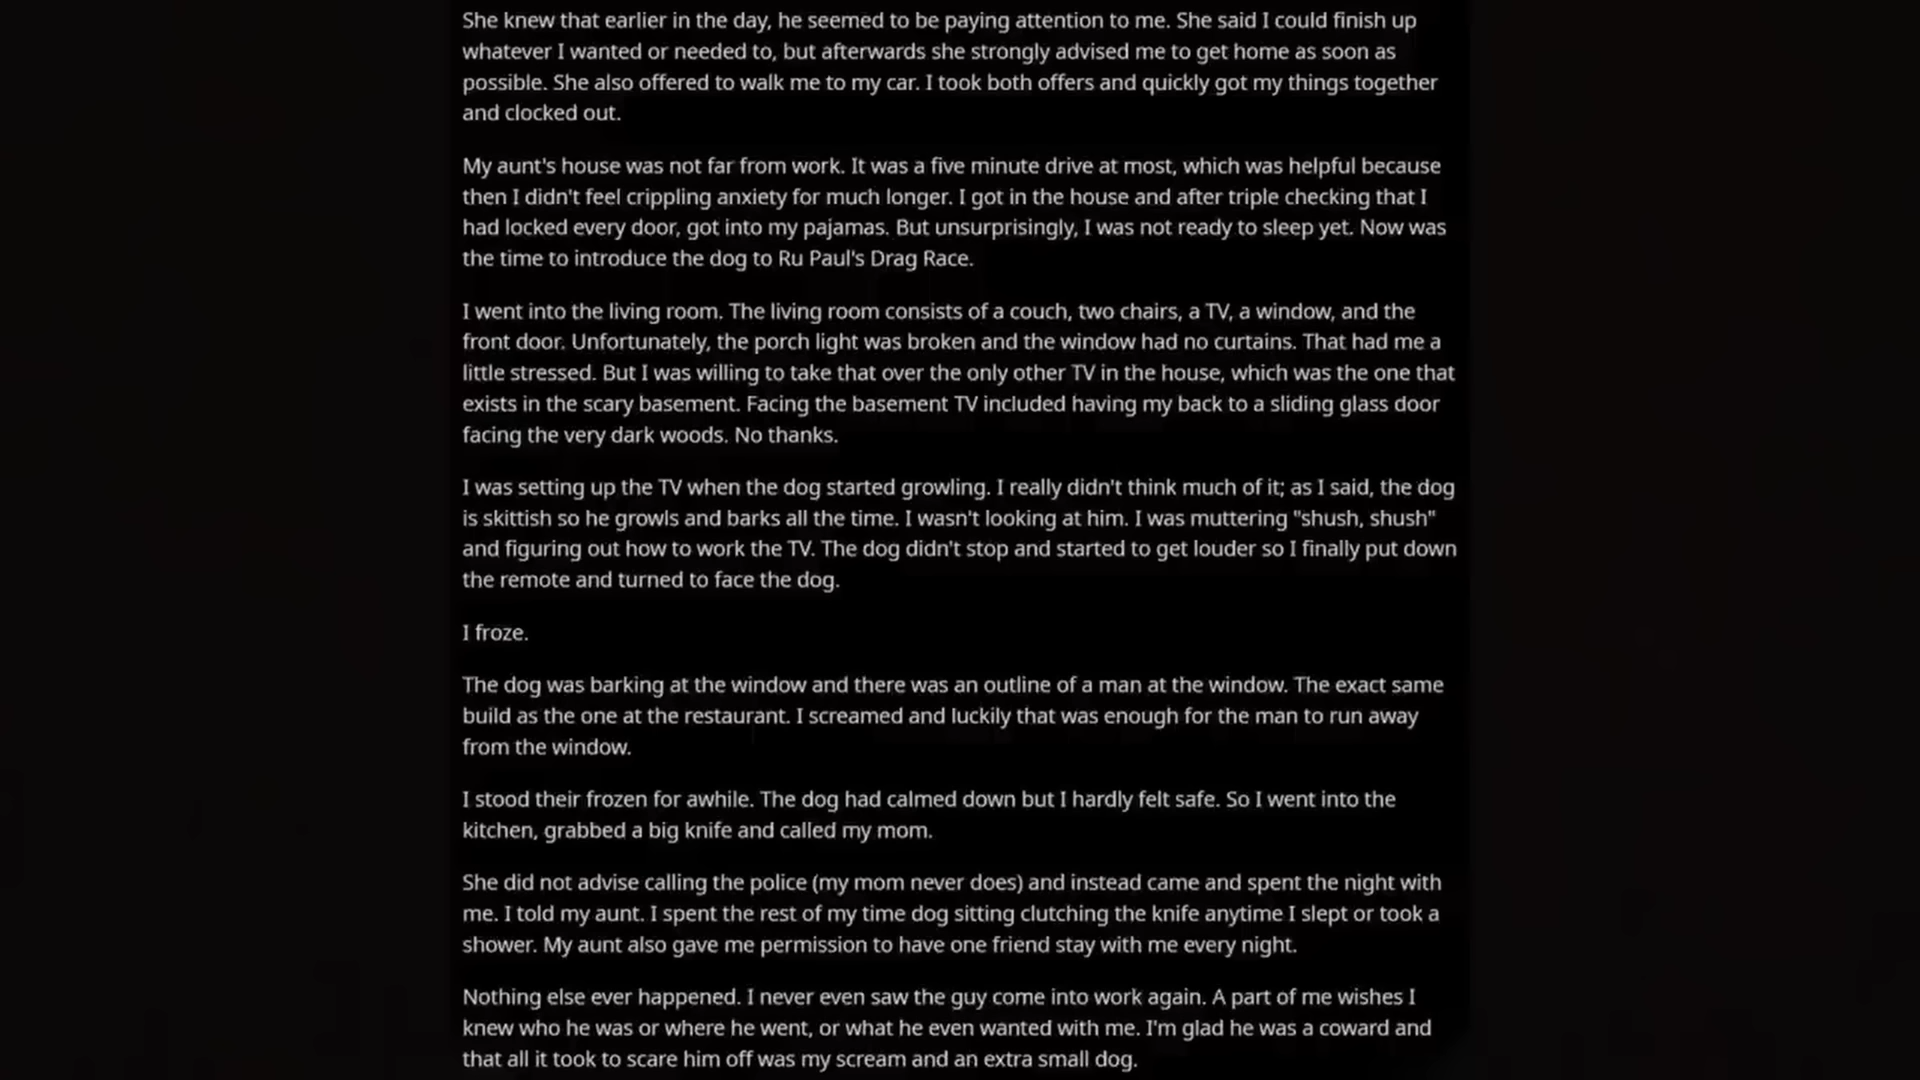 She knew that earlier in the day, he seemed to be paying attention to me. She said I could finish up
whatever I wanted or needed to, but afterwards she strongly advised me to get home as soon as
possible. She also offered to walk me to my car. I took both offers and quickly got my things together
and clocked out.
My aunt's house was not far from work. It was a five minute drive at most, which was helpful because
then I didn't feel crippling anxiety for much longer. I got in the house and after triple checking that I
had locked every door, got into my pajamas. But unsurprisingly, I was not ready to sleep yet. Now was
the time to introduce the dog to Ru Paul's Drag Race.
I went into the living room. The living room consists of a couch, two chairs, a TV, a window, and the
front door. Unfortunately, the porch light was broken and the window had no curtains. That had me a
little stressed. But I was willing to take that over the only other TV in the house, which was the one that
exists in the scary basement. Facing the basement TV included having my back to a sliding glass door
facing the very dark woods. No thanks.
I was setting up the TV when the dog started growling. I really didn't think much of it; as I said, the dog
is skittish so he growls and barks all the time. I wasn't looking at him. I was muttering "shush, shush"
and figuring out how to work the TV. The dog didn't stop and started to get louder so I finally put down
the remote and turned to face the dog.
I froze.
The dog was barking at the window and there was an outline of a man at the window. The exact same
build as the one at the restaurant. I screamed and luckily that was enough for the man to run away
from the window.
I stood their frozen for awhile. The dog had calmed down but I hardly felt safe. So I went into the
kitchen, grabbed a big knife and called my mom.
She did not advise calling the police (my mom never does) and instead came and spent the night with
me. I told my aunt. I spent the rest of my time dog sitting clutching the knife anytime I slept or took a
shower. My aunt also gave me permission to have one friend stay with me every night.
Nothing else ever happened. I never even saw the guy come into work again. A part of me wishes I
knew who he was or where he went, or what he even wanted with me. I'm glad he was a coward and
that all it took to scare him off was my scream and an extra small dog.